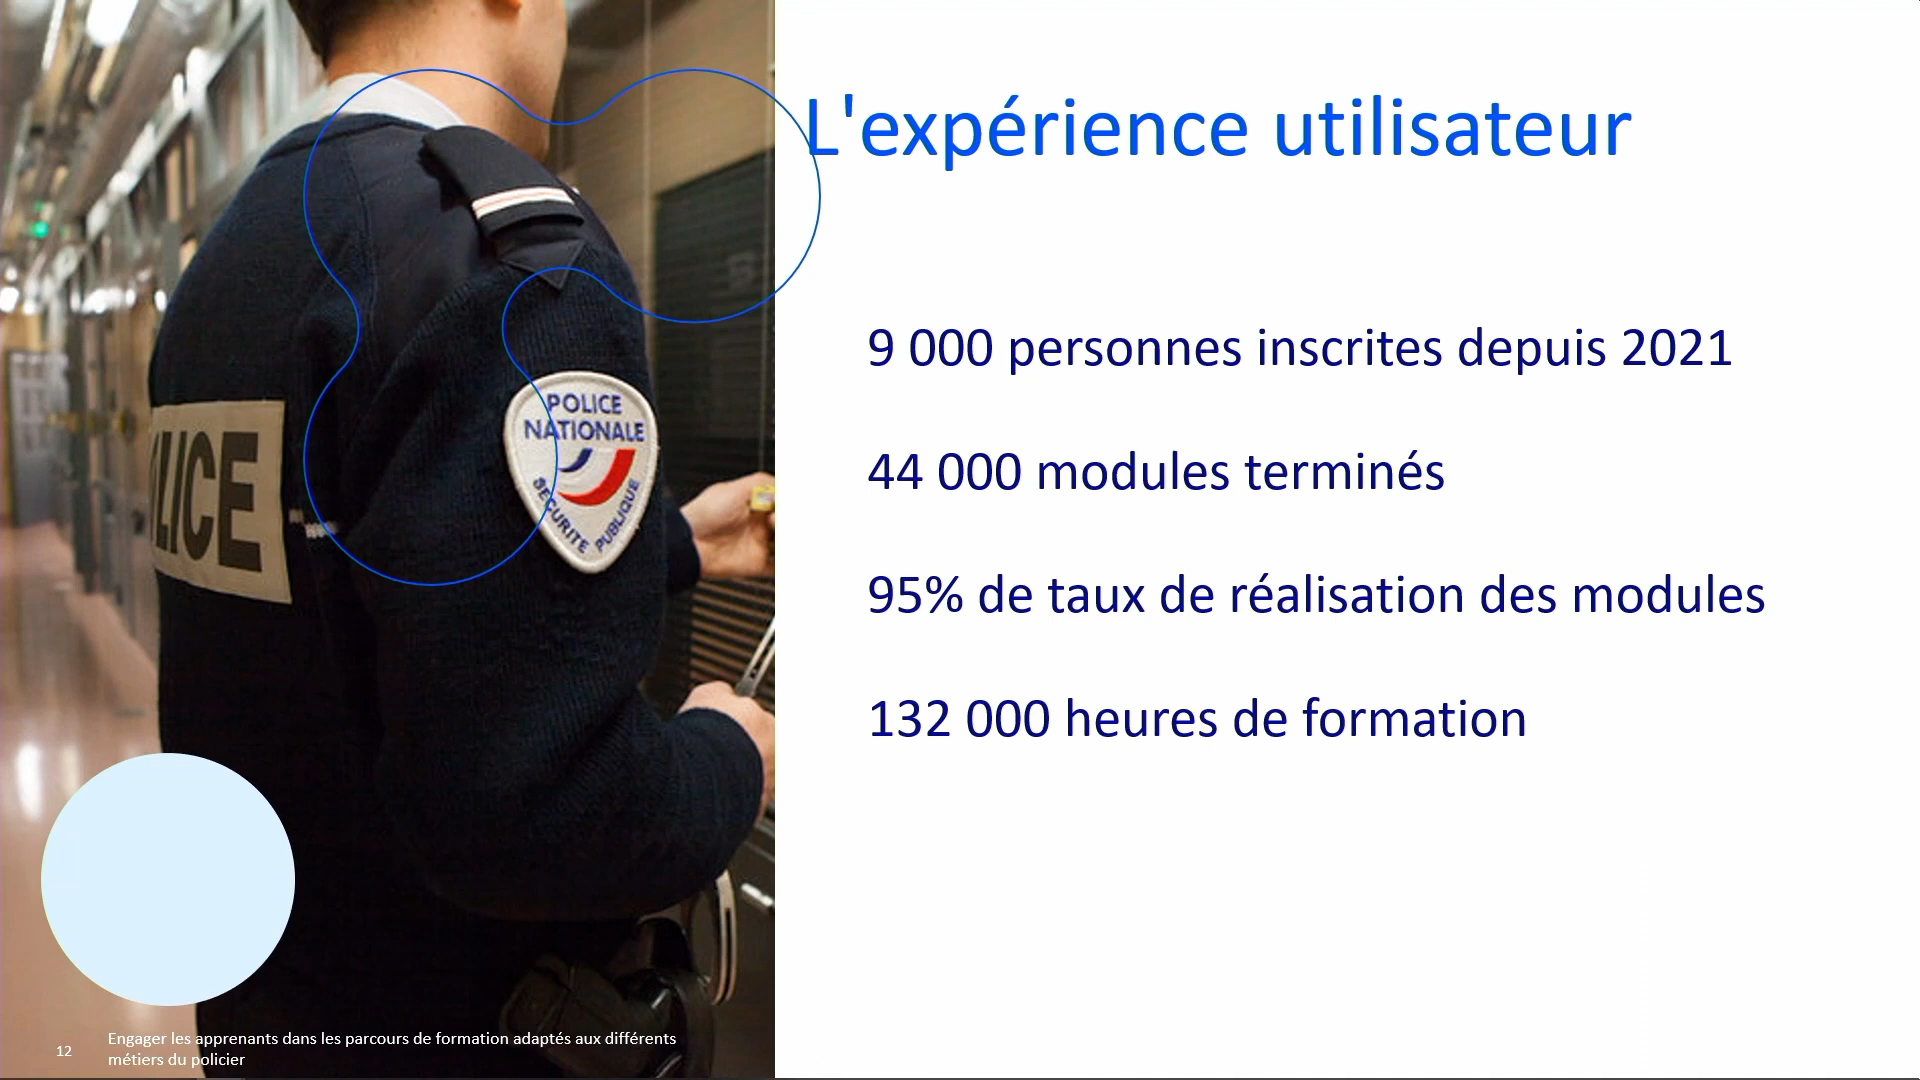 L'expérience utilisateur
9 000 personnes inscrites depuis 2021
44 000 modules terminés
95% de taux de réalisation des modules
132 000 heures de formation
LICE
POLICE
NATIONALE
SECURITE PUBLIQUE
12
Engager les apprenants dans les parcours de formation adaptés aux différents
métiers du policier